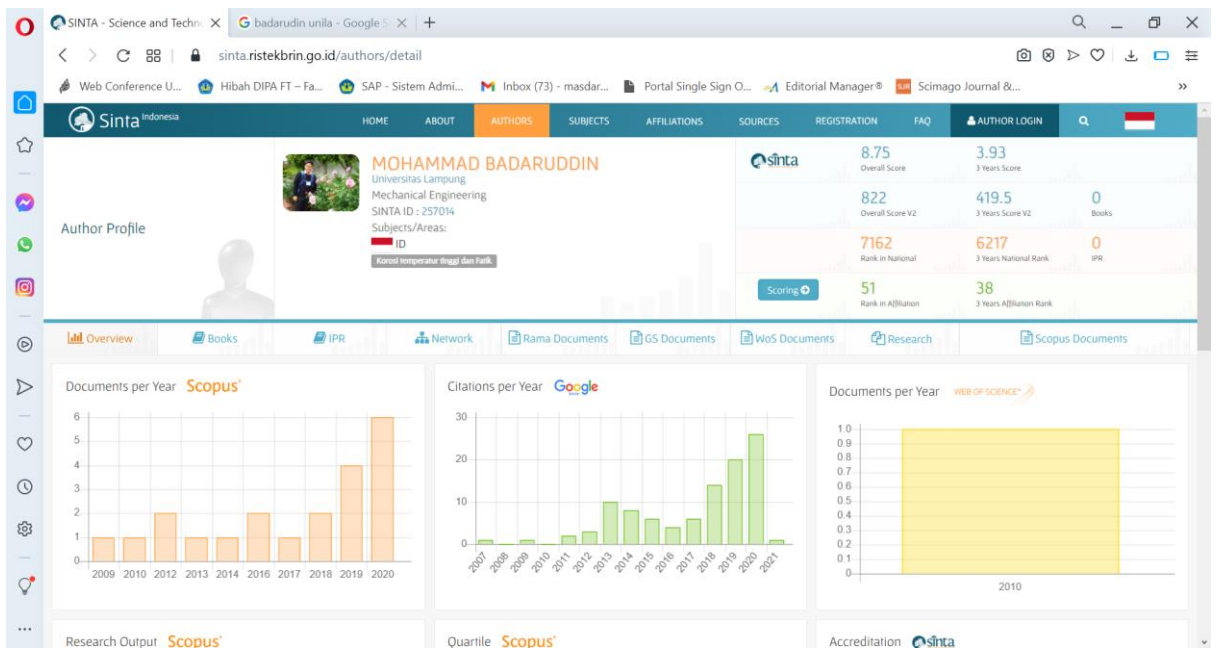 SINTA - Science and Techn
badarudin unila - Google S
sinta.ristekbrin.go.id/authors/detail
Web Conference U...
Hibah DIPA FT – Fa...
SAP - Sistem Admi...
Inbox (73) - masdar...
Portal Single Sign O...
Editorial Manager®
Scimago Journal &...
Sinta Indonesia
HOME
ABOUT
AUTHORS
SUBJECTS
AFFILIATIONS
SOURCES
REGISTRATION
FAQ
AUTHOR LOGIN
Author Profile
MOHAMMAD BADARUDDIN
Universitas Lampung
Mechanical Engineering
SINTA ID : 257014
Subjects/Areas:
ID
Korosi temperatur tinggi dan Fatik
sinta
8.75
Overall Score
3.93
3 Years Score
822
Overall Score V2
419.5
3 Years Score V2
0
Books
7162
Rank in National
6217
3 Years National Rank
0
IPR
Scoring
51
Rank in Affiliation
38
3 Years Affiliation Rank
Overview
Books
IPR
Network
Rama Documents
GS Documents
WoS Documents
Research
Scopus Documents
Documents per Year Scopus
6
5
4
3
2
1
0
2009 2010 2012 2013 2014 2016 2017 2018 2019 2020
Citations per Year Google
30
20
10
0
2007 2008 2009 2010 2011 2012 2013 2014 2015 2016 2017 2018 2019 2020 2021
Documents per Year WEB OF SCIENCE
1.0
0.9
0.8
0.7
0.6
0.5
0.4
0.3
0.2
0.1
0
2010
Research Output Scopus
Quartile Scopus
Accreditation sinta